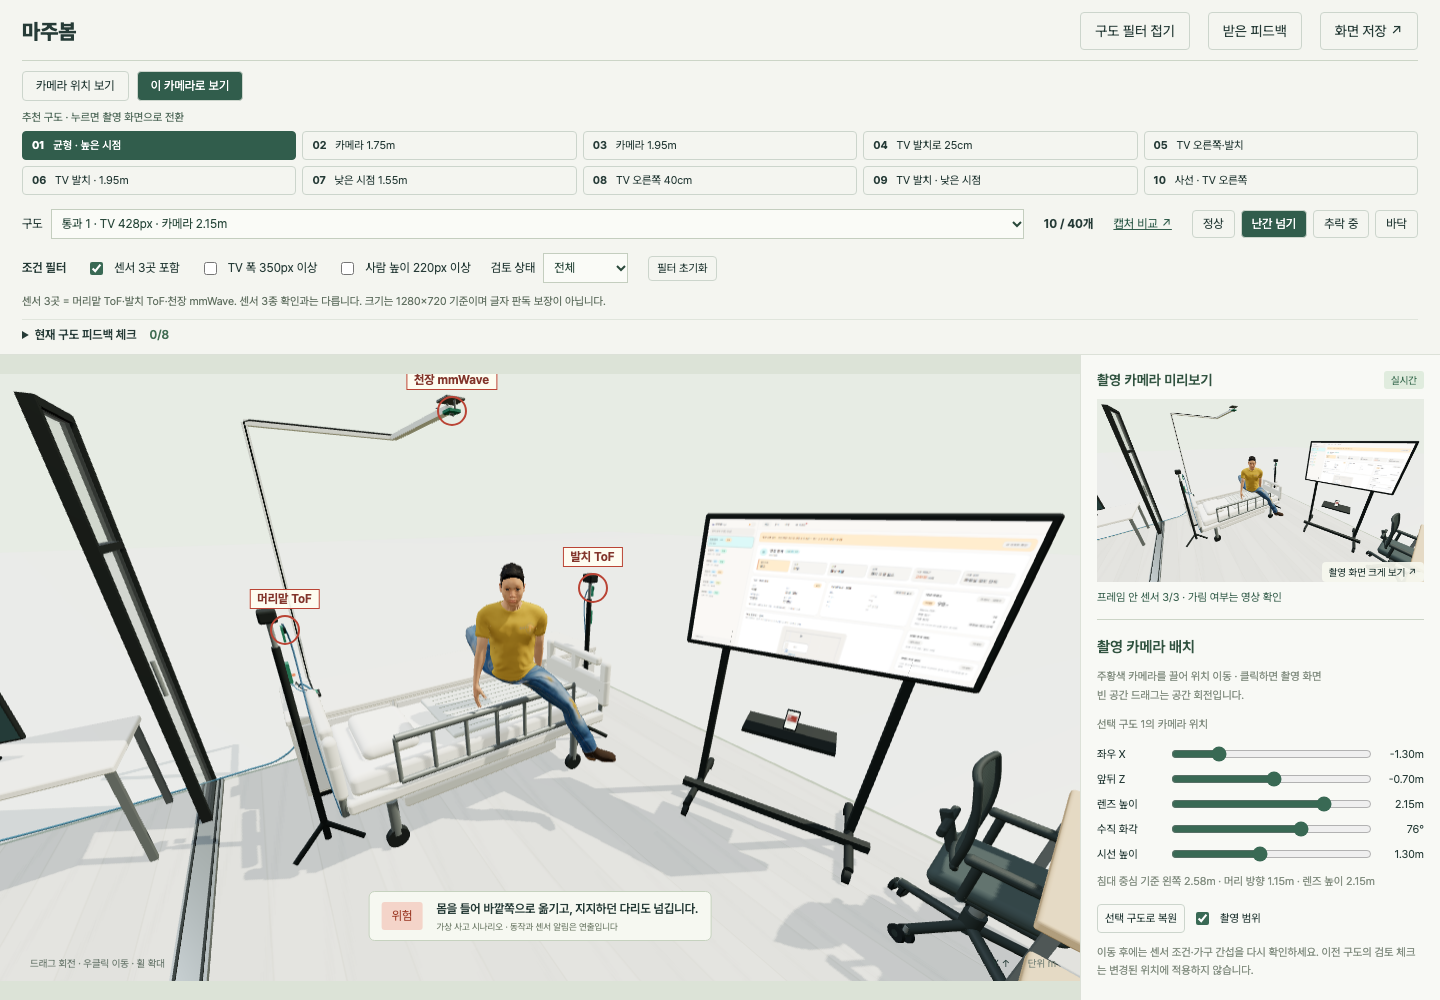 마주봄
구도 필터 접기
받은 피드백
화면 저장 ↗
카메라 위치 보기
이 카메라로 보기
추천 구도 · 누르면 촬영 화면으로 전환
01 균형 · 높은 시점
02 카메라 1.75m
03 카메라 1.95m
04 TV 발치로 25cm
05 TV 오른쪽·발치
06 TV 발치 · 1.95m
07 낮은 시점 1.55m
08 TV 오른쪽 40cm
09 TV 발치 · 낮은 시점
10 사선 · TV 오른쪽
구도
통과 1 · TV 428px · 카메라 2.15m
10 / 40개
캡처 비교 ↗
정상
난간 넘기
추락 중
바닥
조건 필터
센서 3곳 포함
TV 폭 350px 이상
사람 높이 220px 이상
검토 상태
전체
필터 초기화
센서 3곳 = 머리맡 ToF·발치 ToF·천장 mmWave. 센서 3종 확인과는 다릅니다. 크기는 1280×720 기준이며 글자 판독 보장이 아닙니다.
▶ 현재 구도 피드백 체크 0/8
천장 mmWave
발치 ToF
머리맡 ToF
위험
몸을 틀어 바깥쪽으로 옮기고, 지지하던 다리도 넘깁니다.
가상 사고 시나리오 · 동작과 센서 알림은 연출입니다
드래그 회전 · 우클릭 이동 · 휠 확대
단위
촬영 카메라 미리보기
실시간
촬영 화면 크게 보기 ↗
프레임 안 센서 3/3 · 가림 여부는 영상 확인
촬영 카메라 배치
주황색 카메라를 끌어 위치 이동 · 클릭하면 촬영 화면
빈 공간 드래그는 공간 회전입니다.
선택 구도 1의 카메라 위치
좌우 X -1.30m
앞뒤 Z -0.70m
렌즈 높이 2.15m
수직 화각 76°
시선 높이 1.30m
침대 중심 기준 왼쪽 2.58m · 머리 방향 1.15m · 렌즈 높이 2.15m
선택 구도로 복원
촬영 범위
이동 후에는 센서 조건·가구 간섭을 다시 확인하세요. 이전 구도의 검토 체크
는 변경된 위치에 적용하지 않습니다.